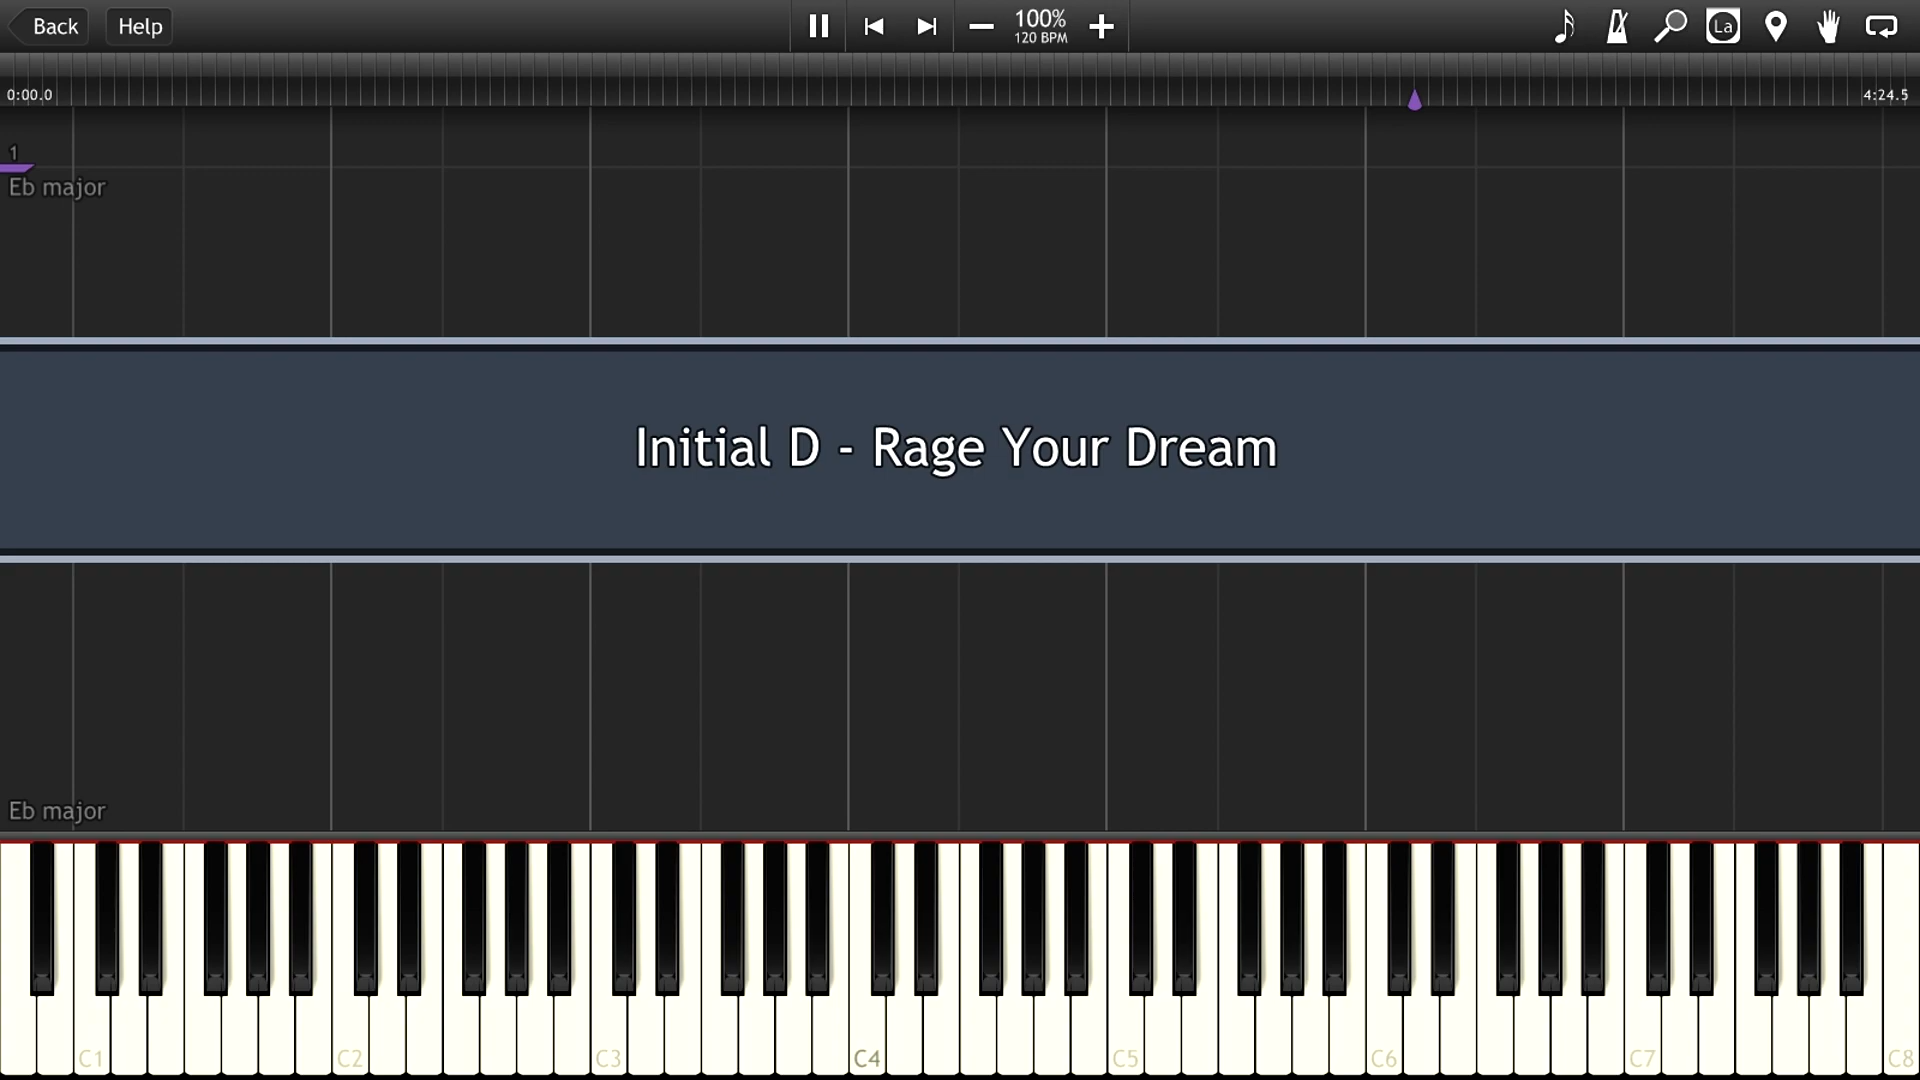 Back
Help
100%
120 BPM
La
0:00.0
4:24.5
1
Eb major
Initial D - Rage Your Dream
Eb major
C1
C2
C3
C4
C5
C6
C7
C8